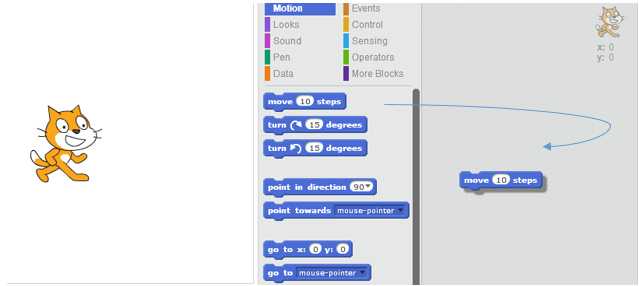 Motion
Looks
Sound
Pen
Data
Events
Control
Sensing
Operators
More Blocks
move 10 steps
turn 15 degrees
turn 15 degrees
point in direction 90
point towards mouse-pointer
go to x: 0 y: 0
go to mouse-pointer
x: 0
y: 0
move 10 steps